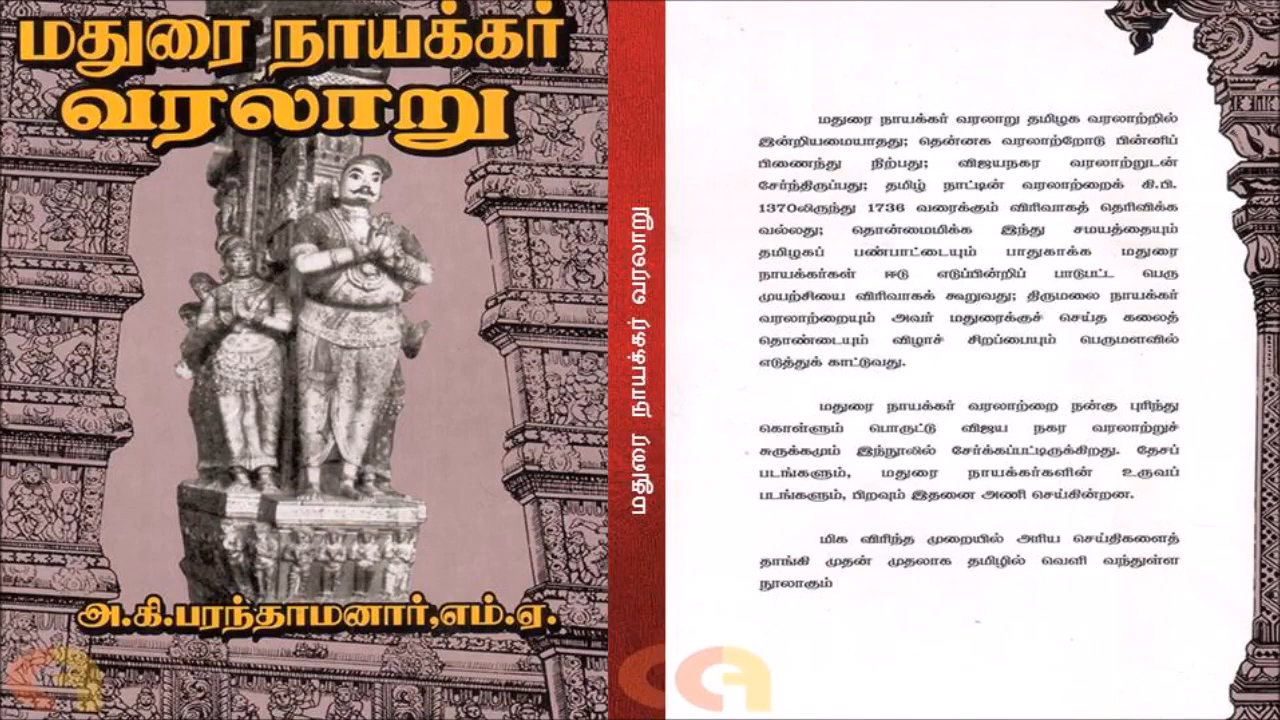 மதுரை நாயக்கர்
வரலாறு
அ.கி.பரந்தாமனார்,எம்.ஏ.
மதுரை நாயக்கர் வரலாறு
மதுரை நாயக்கர் வரலாறு தமிழக வரலாற்றில்
இன்றியமையாதது; தென்னக வரலாற்றோடு பின்னிப்
பிணைந்து நிற்பது; விஜயநகர வரலாற்றுடன்
சேர்ந்திருப்பது; தமிழ் நாட்டின் வரலாற்றைக் கி.பி.
1370லிருந்து 1736 வரைக்கும் விரிவாகத் தெரிவிக்க
வல்லது; தொன்மைமிக்க இந்து சமயத்தையும்
தமிழகப் பண்பாட்டையும் பாதுகாக்க மதுரை
நாயக்கர்கள் ஈடு எடுப்பின்றிப் பாடுபட்ட பெரு
முயற்சியை விரிவாகக் கூறுவது; திருமலை நாயக்கர்
வரலாற்றையும் அவர் மதுரைக்குச் செய்த கலைத்
தொண்டையும் விழாச் சிறப்பையும் பெருமளவில்
எடுத்துக் காட்டுவது.
மதுரை நாயக்கர் வரலாற்றை நன்கு புரிந்து
கொள்ளும் பொருட்டு விஜய நகர வரலாற்றுச்
சுருக்கமும் இந்நூலில் சேர்க்கப்பட்டிருக்கிறது. தேசப்
படங்களும், மதுரை நாயக்கர்களின் உருவப்
படங்களும், பிறவும் இதனை அணி செய்கின்றன.
மிக விரிந்த முறையில் அரிய செய்திகளைத்
தாங்கி முதன் முதலாக தமிழில் வெளி வந்துள்ள
நூலாகும்